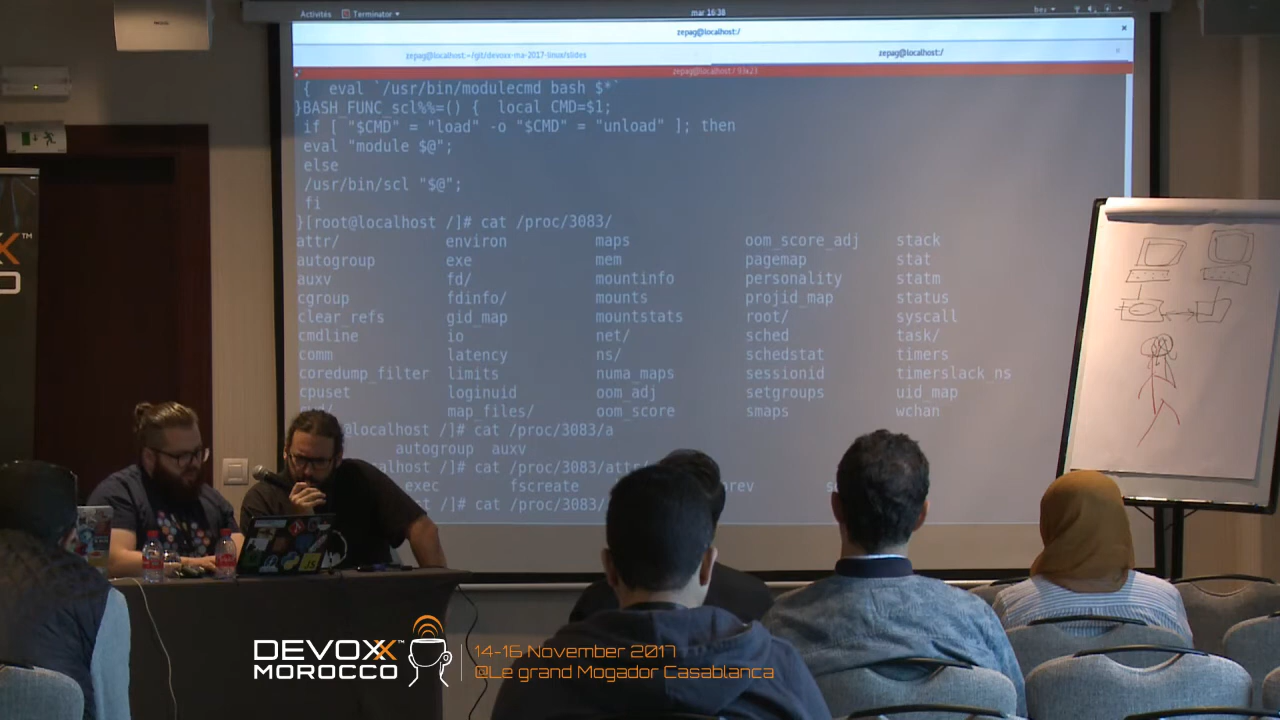 Activités Terminator mar 16:38
zepag@localhost:/
zepag@localhost:~/git/devoxx-ma-2017-linux/slides zepag@localhost:/
zepag@localhost:/ 93x23
{ eval `/usr/bin/modulecmd bash $*`
}BASH_FUNC_scl%%=() { local CMD=$1;
if [ "$CMD" = "load" -o "$CMD" = "unload" ]; then
eval "module $@";
else
/usr/bin/scl "$@";
fi
}[root@localhost /]# cat /proc/3083/
attr/ environ maps oom_score_adj stack
autogroup exe mem pagemap stat
auxv fd/ mountinfo personality statm
cgroup fdinfo/ mounts projid_map status
clear_refs gid_map mountstats root/ syscall
cmdline io net/ sched task/
comm latency ns/ schedstat timers
coredump_filter limits numa_maps sessionid timerslack_ns
cpuset loginuid oom_adj setgroups uid_map
map_files/ oom_score smaps wchan
@localhost /]# cat /proc/3083/a
autogroup auxv
alhost /]# cat /proc/3083/attr/
exec fscreate
t /]# cat /proc/3083/
DEVOXX™ MOROCCO
14-16 November 2017
@Le grand Mogador Casablanca
JS